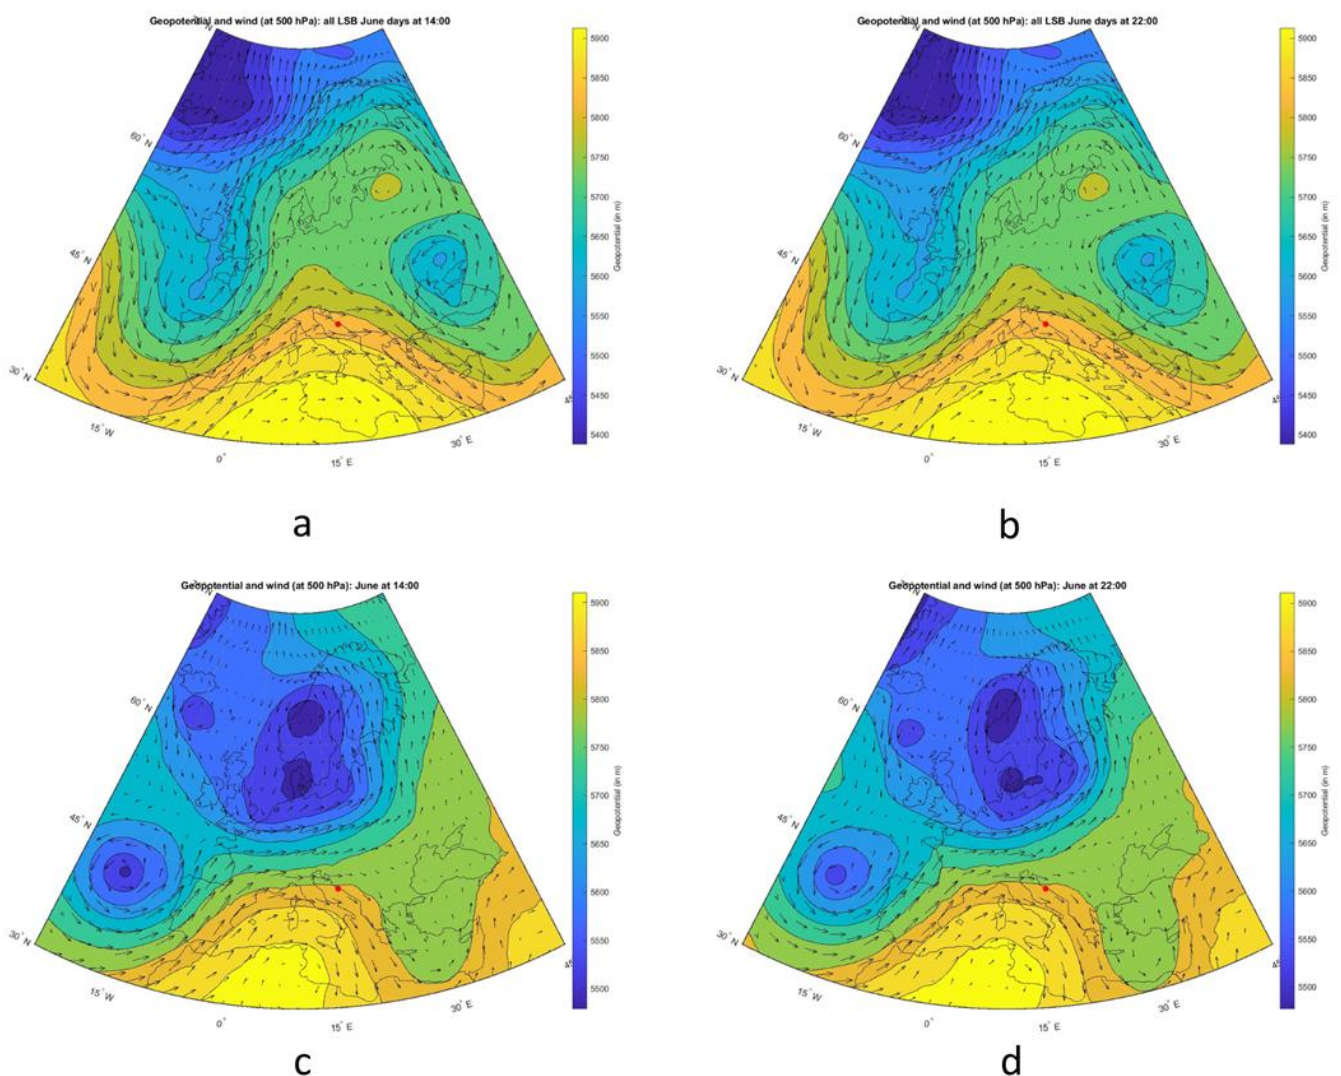 Geopotential and wind (at 500 hPa): all LSB June days at 14:00
60° N
45° N
30° N
15° W
0°
15° E
30° E
5900
5850
5800
5750
5700
5650
5600
5550
5500
5450
5400
Geopotential (in m)
a
Geopotential and wind (at 500 hPa): all LSB June days at 22:00
60° N
45° N
30° N
15° W
0°
15° E
30° E
5900
5850
5800
5750
5700
5650
5600
5550
5500
5450
5400
Geopotential (in m)
b
Geopotential and wind (at 500 hPa): June at 14:00
60° N
45° N
30° N
15° W
0°
15° E
30° E
5900
5850
5800
5750
5700
5650
5600
5550
5500
Geopotential (in m)
c
Geopotential and wind (at 500 hPa): June at 22:00
60° N
45° N
30° N
15° W
0°
15° E
30° E
5900
5850
5800
5750
5700
5650
5600
5550
5500
Geopotential (in m)
d